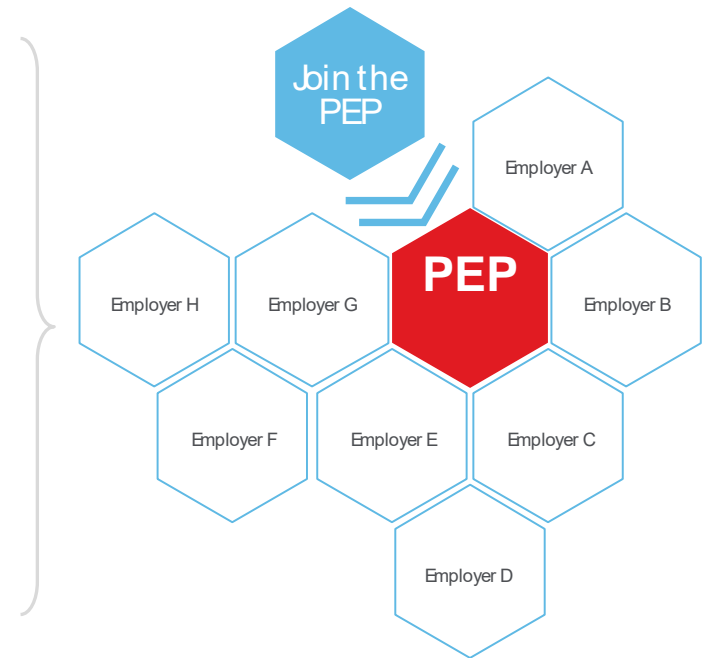 Join the
PEP
Employer A
PEP
Employer H
Employer G
Employer B
Employer F
Employer E
Employer C
Employer D